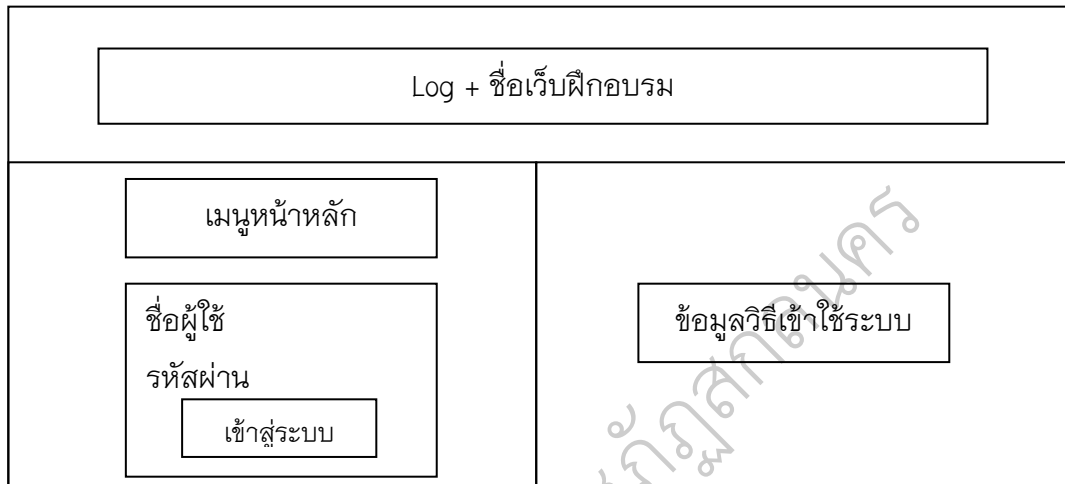 Log + ชื่อเว็บฝึกอบรม
เมนูหน้าหลัก
ชื่อผู้ใช้
รหัสผ่าน
เข้าสู่ระบบ
ข้อมูลวิธีเข้าใช้ระบบ